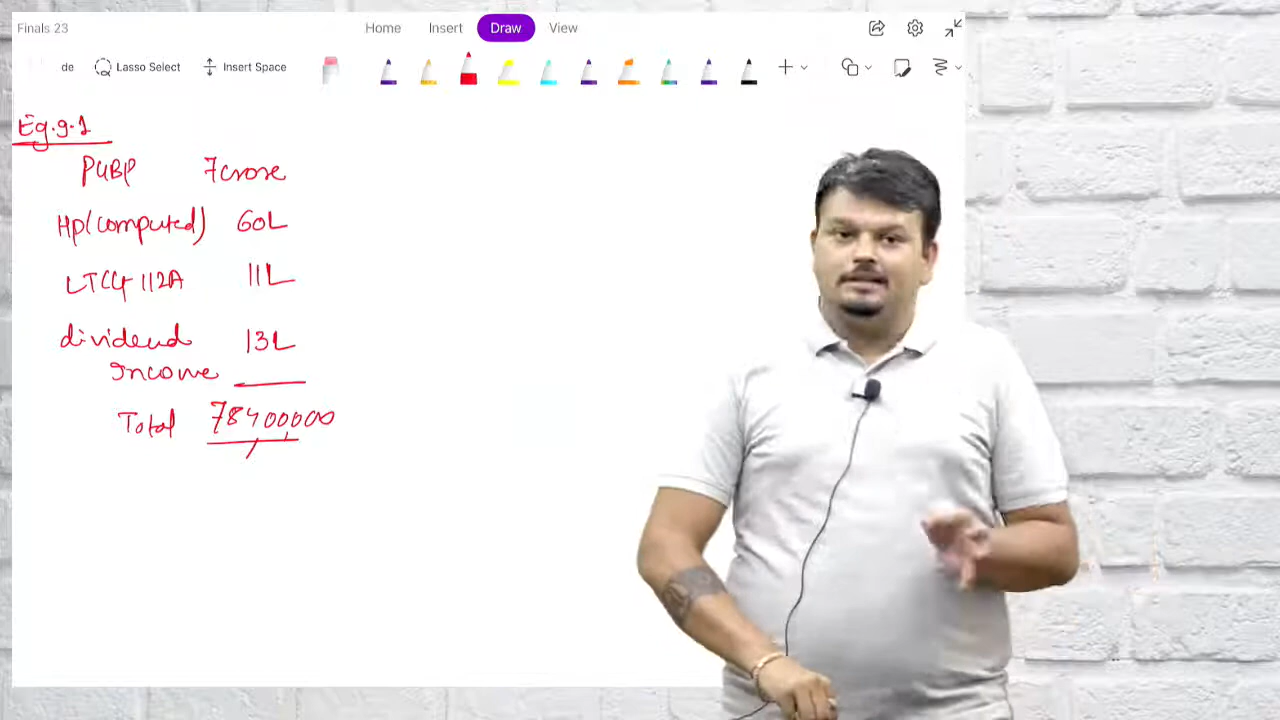 Finals 23
Home Insert Draw View
de Lasso Select Insert Space
Eg.9.1
PGBP 7crore
Hp(computed) 60L
LTCG 112A 11L
dividend 13L
Income
Total 78400000